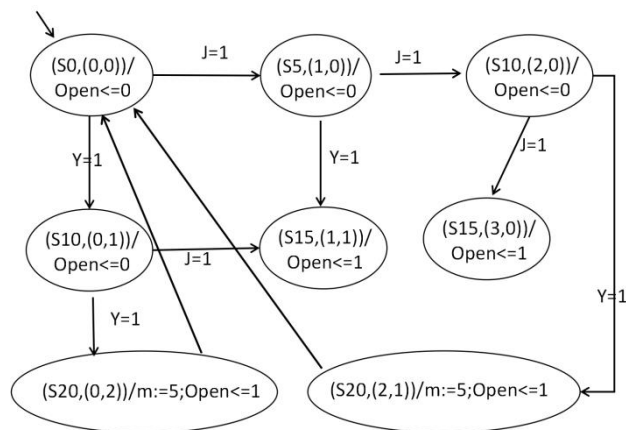 (S0,(0,0))/
Open<=0
J=1
(S5,(1,0))/
Open<=0
J=1
(S10,(2,0))/
Open<=0
Y=1
Y=1
J=1
(S10,(0,1))/
Open<=0
J=1
(S15,(1,1))/
Open<=1
(S15,(3,0))/
Open<=1
Y=1
Y=1
(S20,(0,2))/m:=5;Open<=1
(S20,(2,1))/m:=5;Open<=1